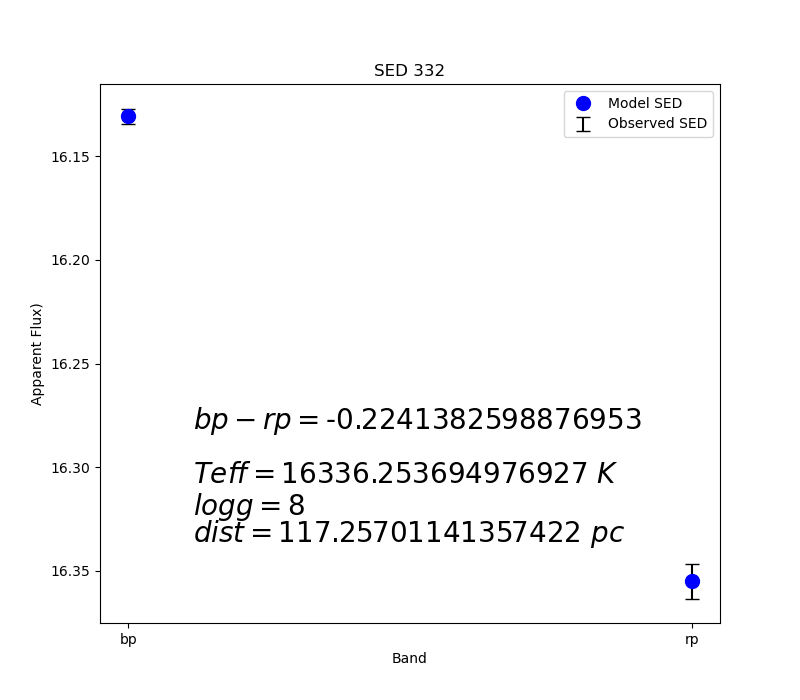 SED 332
Model SED
Observed SED
16.15
16.20
16.25
16.30
16.35
Apparent Flux)
bp − rp = -0.2241382598876953
Teff = 16336.253694976927 K
logg = 8
dist = 117.25701141357422 pc
bp
rp
Band